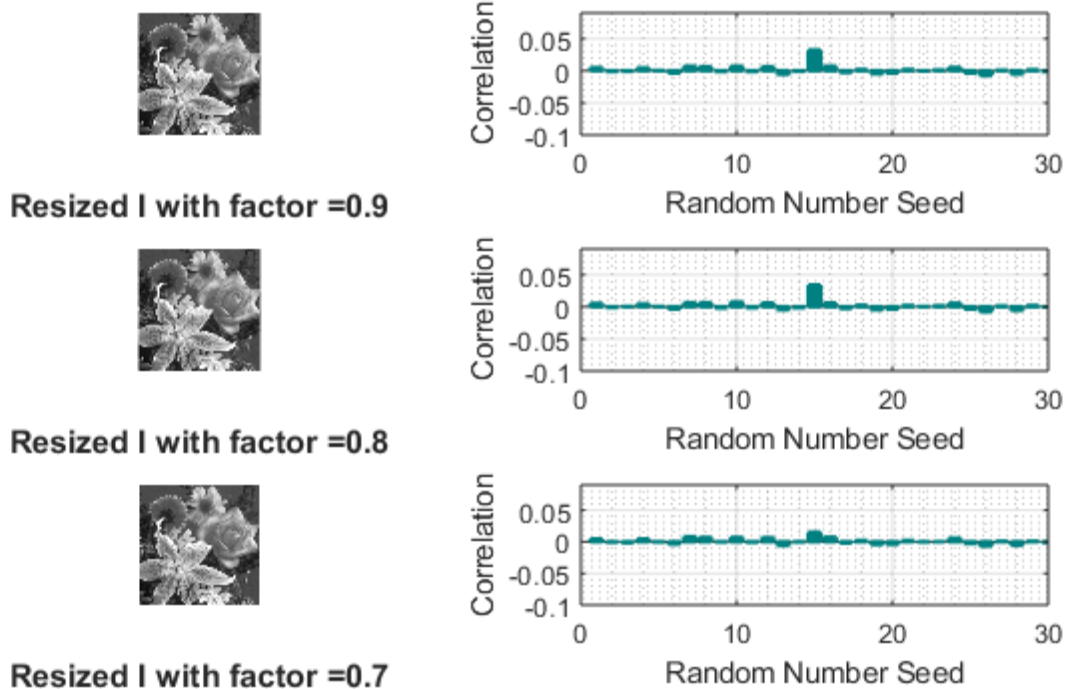 Correlation
0.05
0
-0.05
-0.1
0 10 20 30
Random Number Seed
Resized I with factor =0.9
Correlation
0.05
0
-0.05
-0.1
0 10 20 30
Random Number Seed
Resized I with factor =0.8
Correlation
0.05
0
-0.05
-0.1
0 10 20 30
Random Number Seed
Resized I with factor =0.7